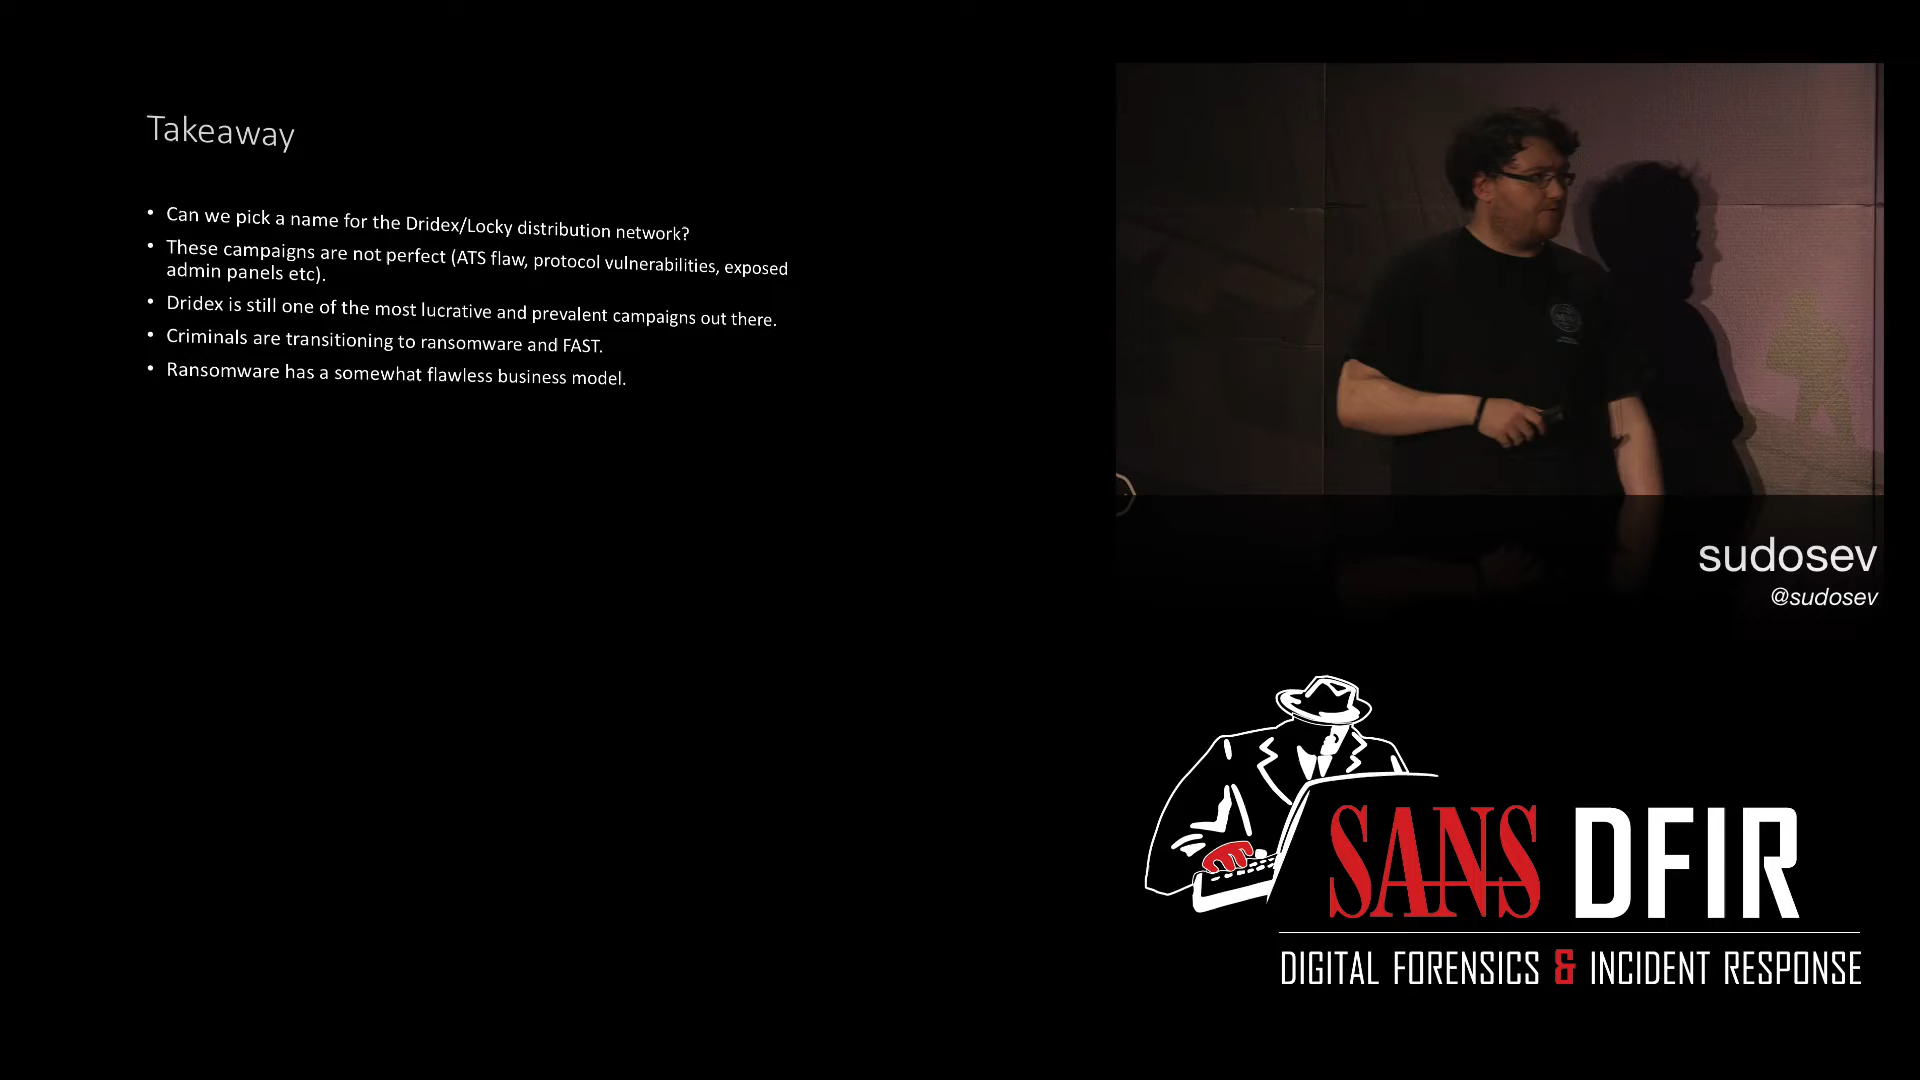 Takeaway
• Can we pick a name for the Dridex/Locky distribution network?
• These campaigns are not perfect (ATS flaw, protocol vulnerabilities, exposed
admin panels etc).
• Dridex is still one of the most lucrative and prevalent campaigns out there.
• Criminals are transitioning to ransomware and FAST.
• Ransomware has a somewhat flawless business model.
sudosev
@sudosev
SANS DFIR
DIGITAL FORENSICS & INCIDENT RESPONSE